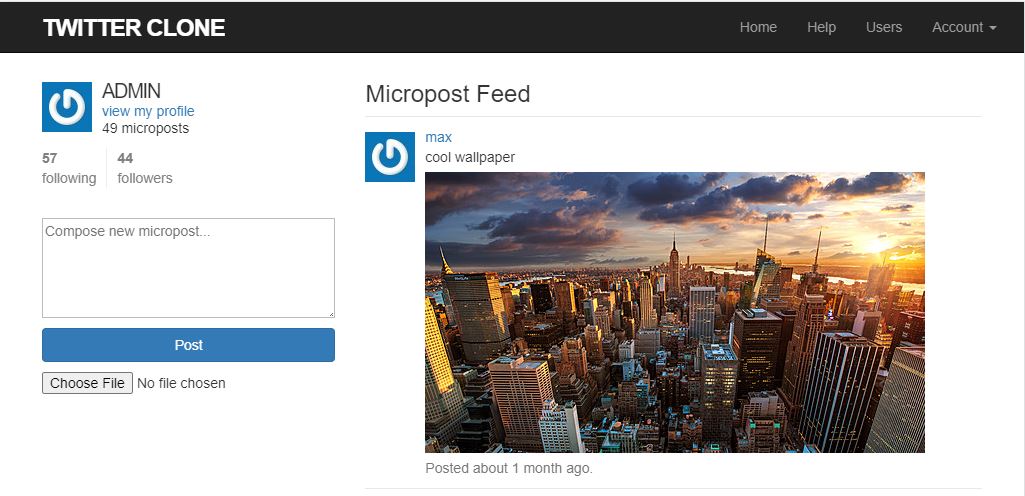 TWITTER CLONE
Home Help Users Account
ADMIN
view my profile
49 microposts
57 44
following followers
Compose new micropost...
Post
Choose File No file chosen
Micropost Feed
max
cool wallpaper
Posted about 1 month ago.